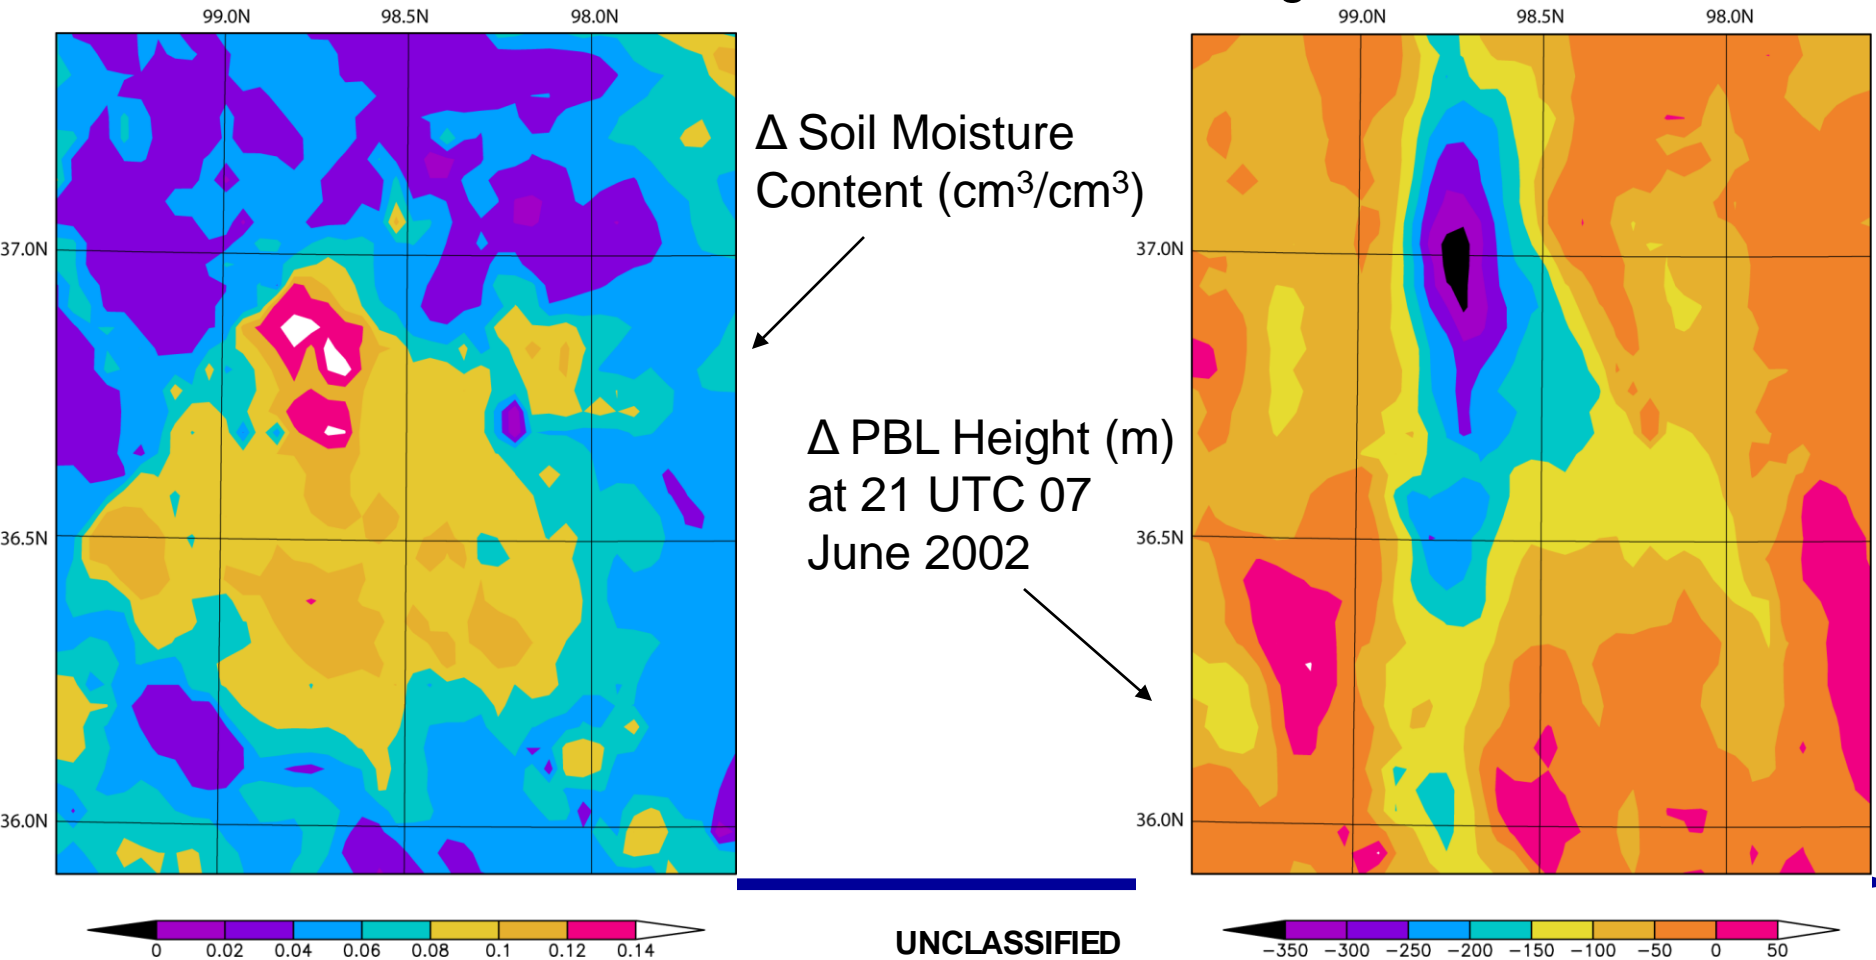 99.0N 98.5N 98.0N
99.0N 98.5N 98.0N
37.0N
36.5N
36.0N
Δ Soil Moisture
Content (cm³/cm³)
Δ PBL Height (m)
at 21 UTC 07
June 2002
37.0N
36.5N
36.0N
0 0.02 0.04 0.06 0.08 0.1 0.12 0.14
UNCLASSIFIED
−350 −300 −250 −200 −150 −100 −50 0 50